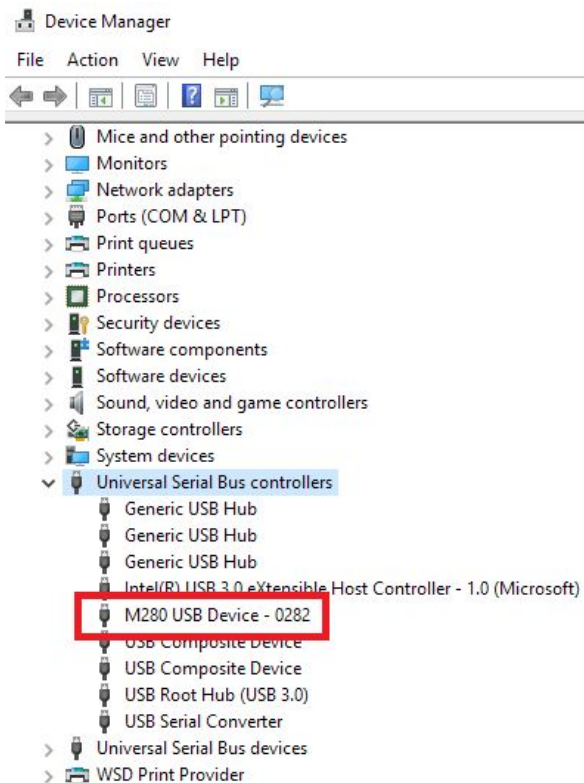 Device Manager
File Action View Help
Mice and other pointing devices
Monitors
Network adapters
Ports (COM & LPT)
Print queues
Printers
Processors
Security devices
Software components
Software devices
Sound, video and game controllers
Storage controllers
System devices
Universal Serial Bus controllers
Generic USB Hub
Generic USB Hub
Generic USB Hub
Intel(R) USB 3.0 eXtensible Host Controller - 1.0 (Microsoft)
M280 USB Device - 0282
USB Composite Device
USB Composite Device
USB Root Hub (USB 3.0)
USB Serial Converter
Universal Serial Bus devices
WSD Print Provider